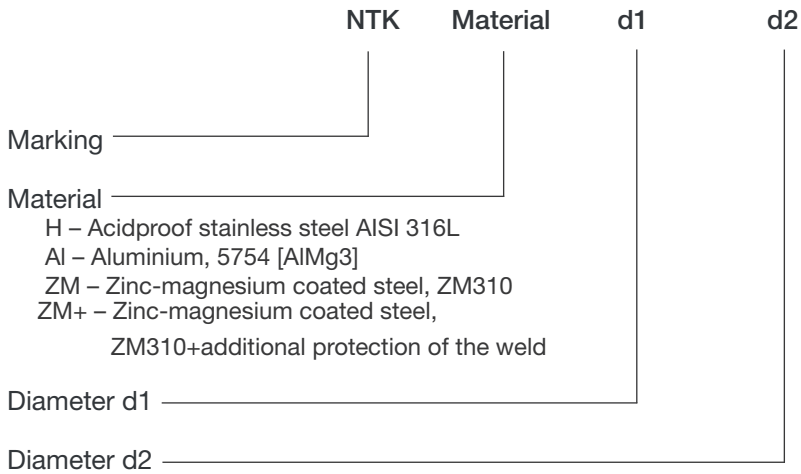 NTK Material d1 d2
Marking
Material
H – Acidproof stainless steel AISI 316L
Al – Aluminium, 5754 [AlMg3]
ZM – Zinc-magnesium coated steel, ZM310
ZM+ – Zinc-magnesium coated steel,
ZM310+additional protection of the weld
Diameter d1
Diameter d2